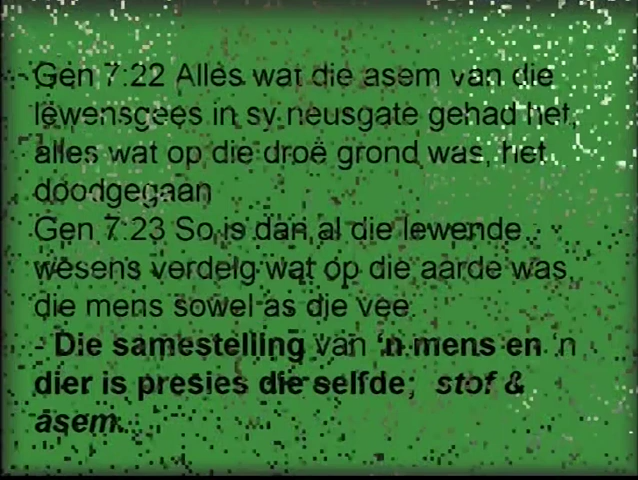 Gen 7:22 Alles wat die asem van die
lewensgees in sy neusgate gehad het,
alles wat op die droë grond was, het
doodgegaan
Gen 7:23 So is dan al die lewende
wesens verdelg wat op die aarde was,
die mens sowel as die vee.
- Die samestelling van 'n mens en 'n
dier is presies die selfde; stof &
asem.